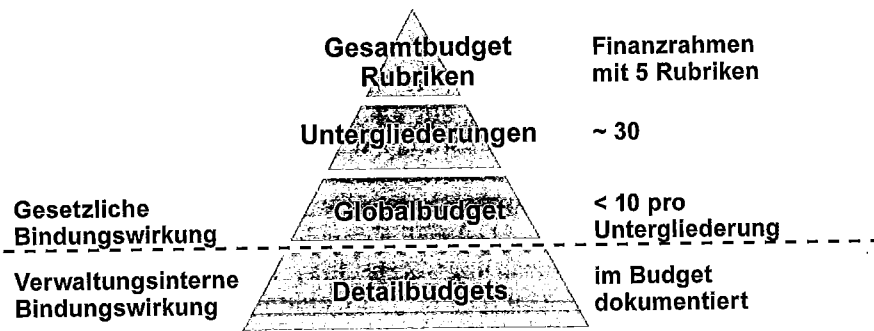 Gesamtbudget
Rubriken
Finanzrahmen
mit 5 Rubriken
Untergliederungen
~ 30
Gesetzliche
Bindungswirkung
Globalbudget
< 10 pro
Untergliederung
Verwaltungsinterne
Bindungswirkung
Detailbudgets
im Budget
dokumentiert